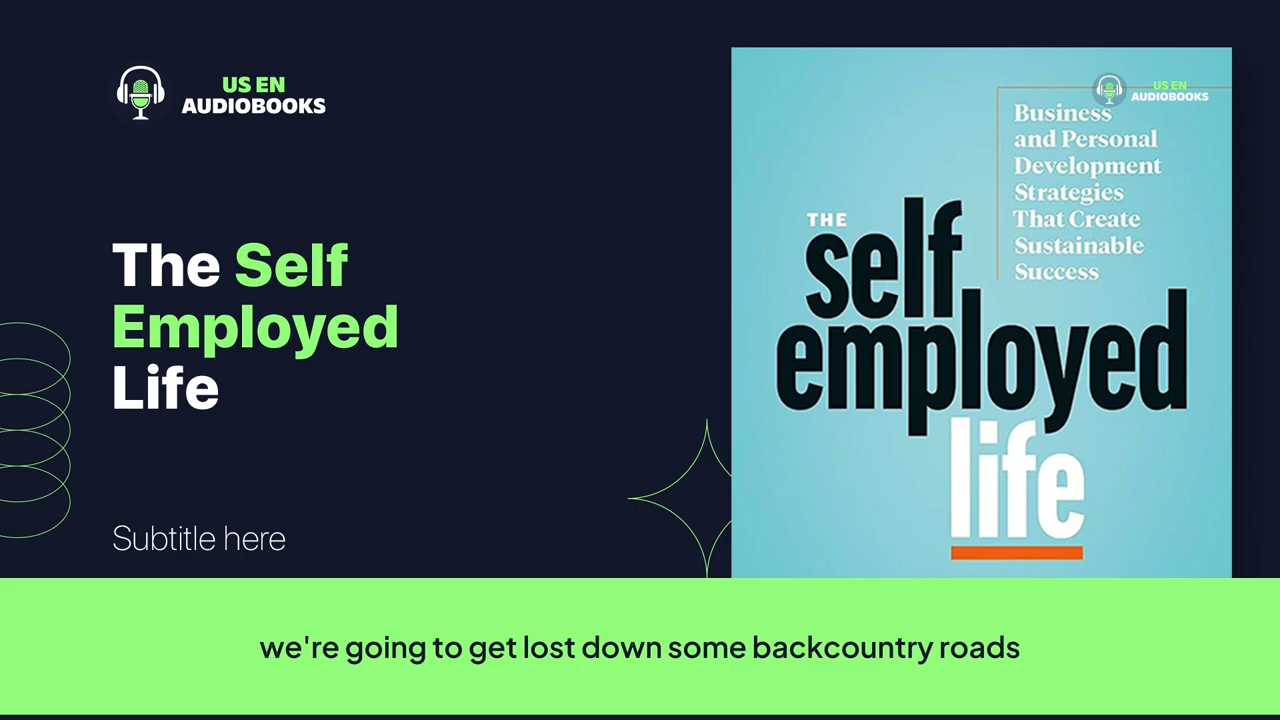 US EN
AUDIOBOOKS
The Self
Employed
Life
Subtitle here
US EN
AUDIOBOOKS
Business
and Personal
Development
Strategies
That Create
Sustainable
Success
THE
self
employed
life
we're going to get lost down some backcountry roads